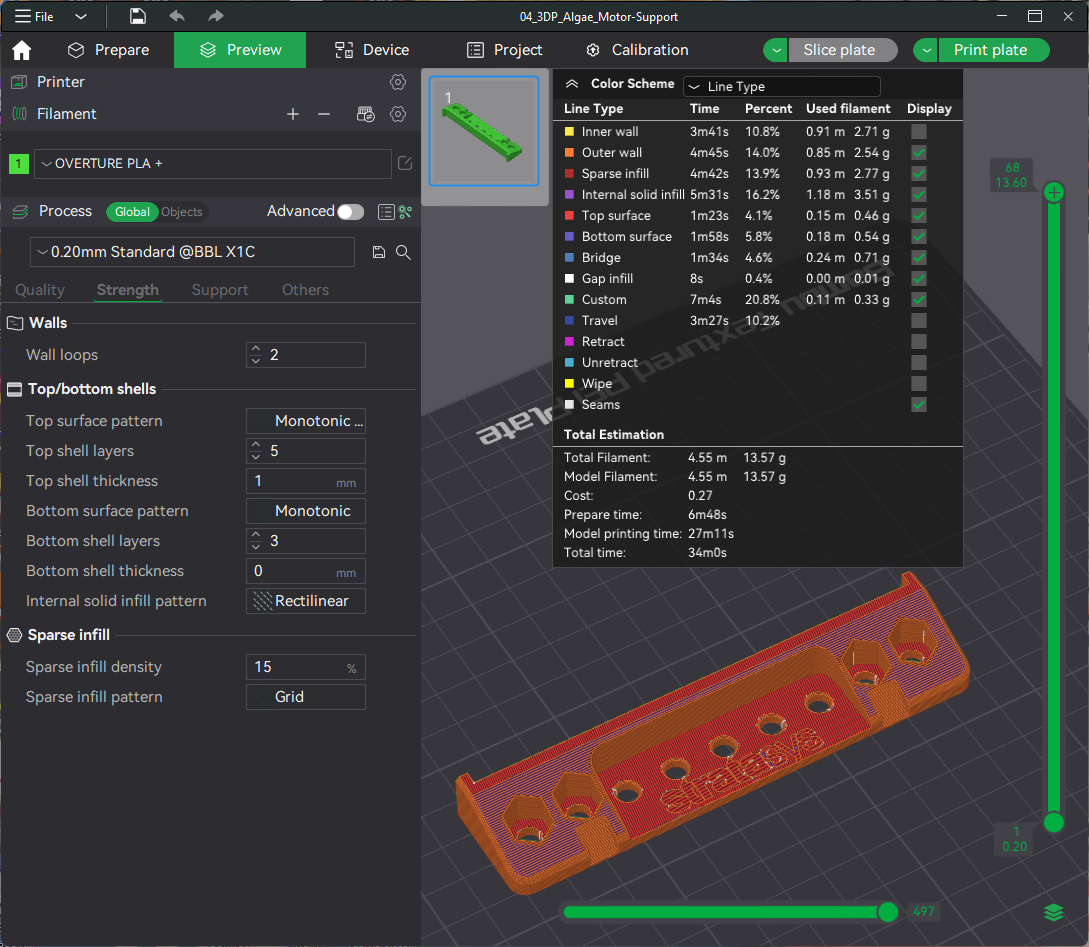 File
04_3DP_Algae_Motor-Support
Prepare
Preview
Device
Project
Calibration
Slice plate
Print plate
Printer
Filament
1
OVERTURE PLA +
Process
Global
Objects
Advanced
0.20mm Standard @BBL X1C
Quality
Strength
Support
Others
Walls
Wall loops 2
Top/bottom shells
Top surface pattern Monotonic ...
Top shell layers 5
Top shell thickness 1 mm
Bottom surface pattern Monotonic
Bottom shell layers 3
Bottom shell thickness 0 mm
Internal solid infill pattern Rectilinear
Sparse infill
Sparse infill density 15 %
Sparse infill pattern Grid
1
Color Scheme Line Type
Line Type Time Percent Used filament Display
Inner wall 3m41s 10.8% 0.91 m 2.71 g
Outer wall 4m45s 14.0% 0.85 m 2.54 g
Sparse infill 4m42s 13.9% 0.93 m 2.77 g
Internal solid infill 5m31s 16.2% 1.18 m 3.51 g
Top surface 1m23s 4.1% 0.15 m 0.46 g
Bottom surface 1m58s 5.8% 0.18 m 0.54 g
Bridge 1m34s 4.6% 0.24 m 0.71 g
Gap infill 8s 0.4% 0.00 m 0.01 g
Custom 7m4s 20.8% 0.11 m 0.33 g
Travel 3m27s 10.2%
Retract
Unretract
Wipe
Seams
Total Estimation
Total Filament: 4.55 m 13.57 g
Model Filament: 4.55 m 13.57 g
Cost: 0.27
Prepare time: 6m48s
Model printing time: 27m11s
Total time: 34m0s
68
13.60
1
0.20
497
Textured
Plate
stratasys